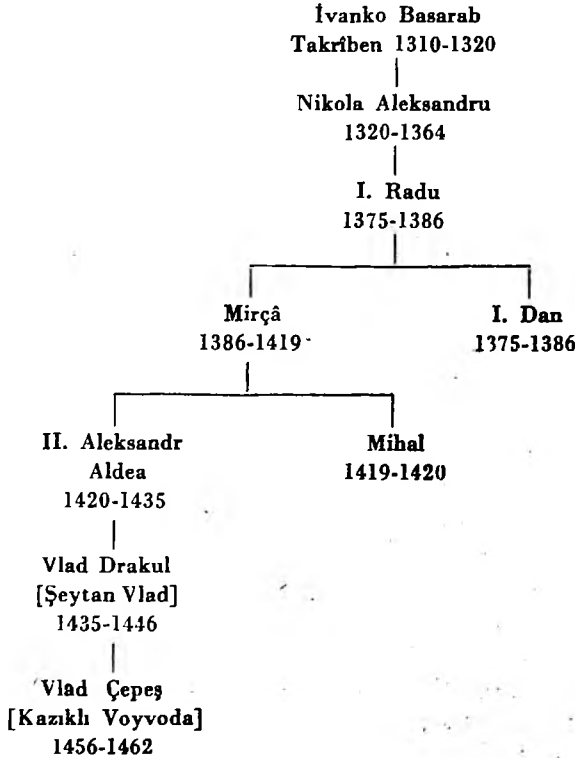 İvanko Basarab
Takrîben 1310-1320
Nikola Aleksandru
1320-1364
I. Radu
1375-1386
Mirçâ
1386-1419
I. Dan
1375-1386
II. Aleksandr
Aldea
1420-1435
Mihal
1419-1420
Vlad Drakul
[Şeytan Vlad]
1435-1446
Vlad Çepeş
[Kazıklı Voyvoda]
1456-1462